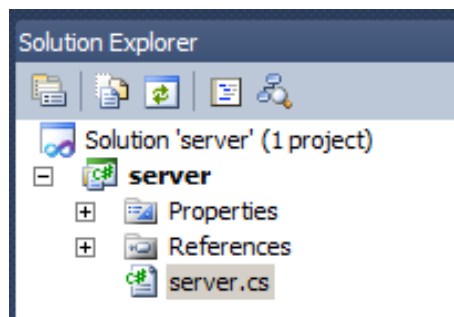 Solution Explorer
Solution 'server' (1 project)
server
Properties
References
server.cs